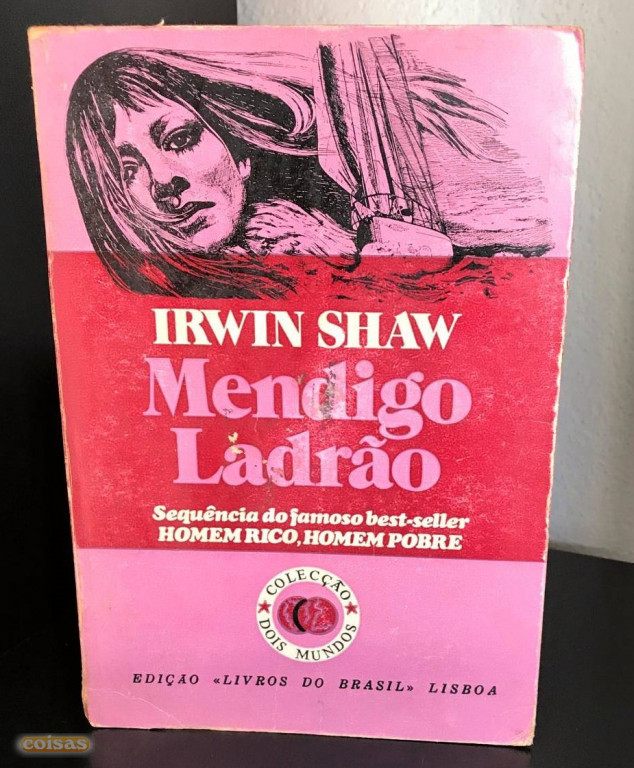 IRWIN SHAW
Mendigo
Ladrão
Sequência do famoso best-seller
HOMEM RICO, HOMEM POBRE
COLECÇÃO
DOIS MUNDOS
EDIÇÃO «LIVROS DO BRASIL» LISBOA
coisas